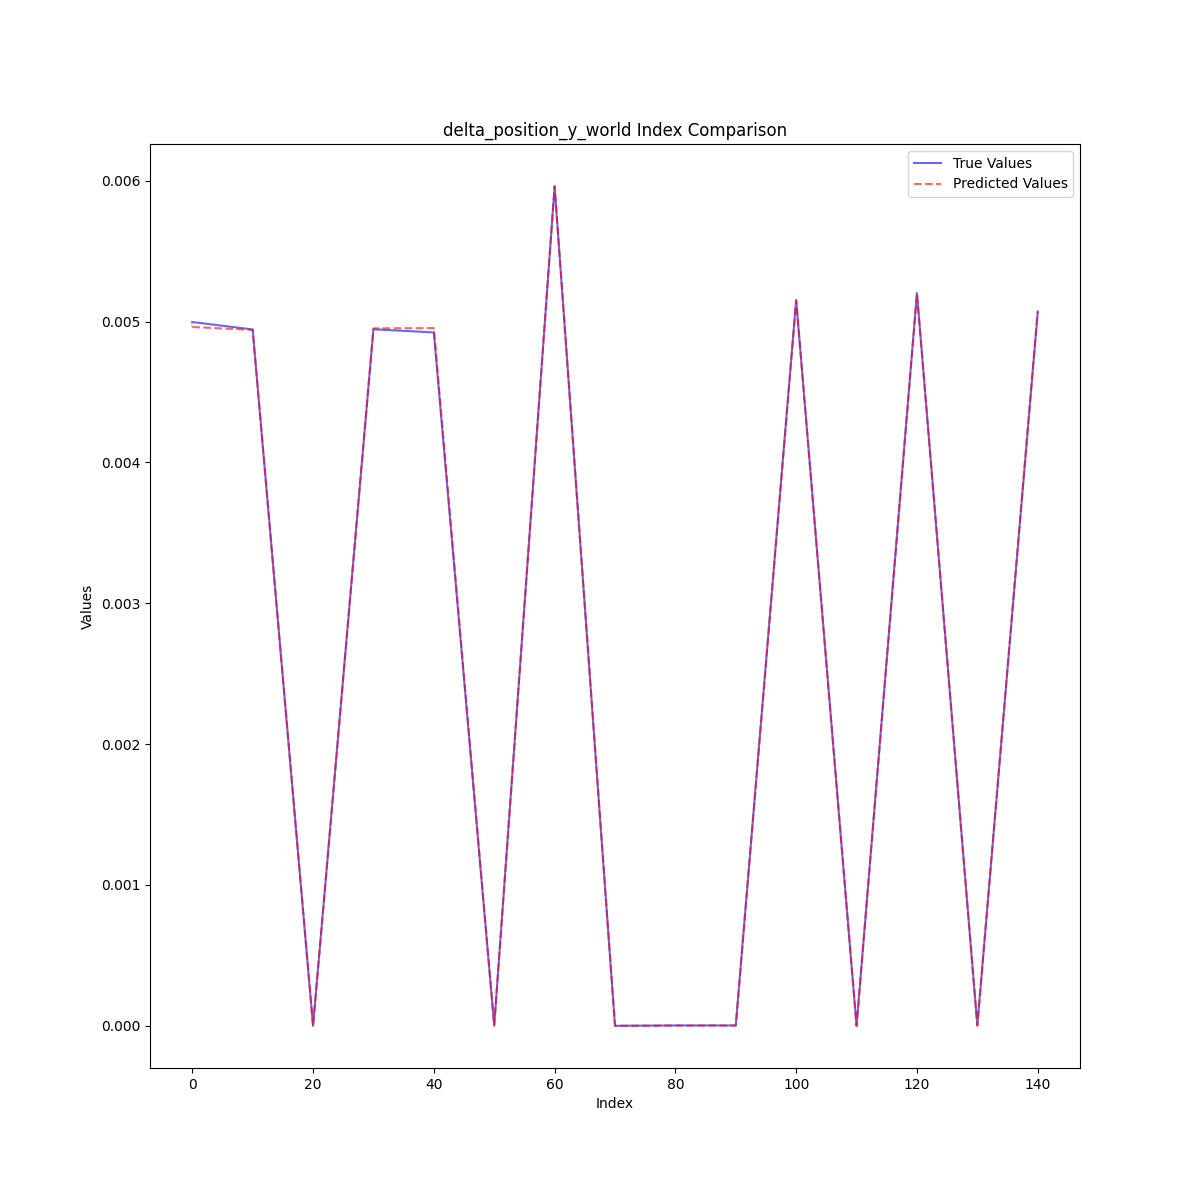 delta_position_y_world Index Comparison
True Values
Predicted Values
0.006
0.005
0.004
0.003
0.002
0.001
0.000
Values
0 20 40 60 80 100 120 140
Index